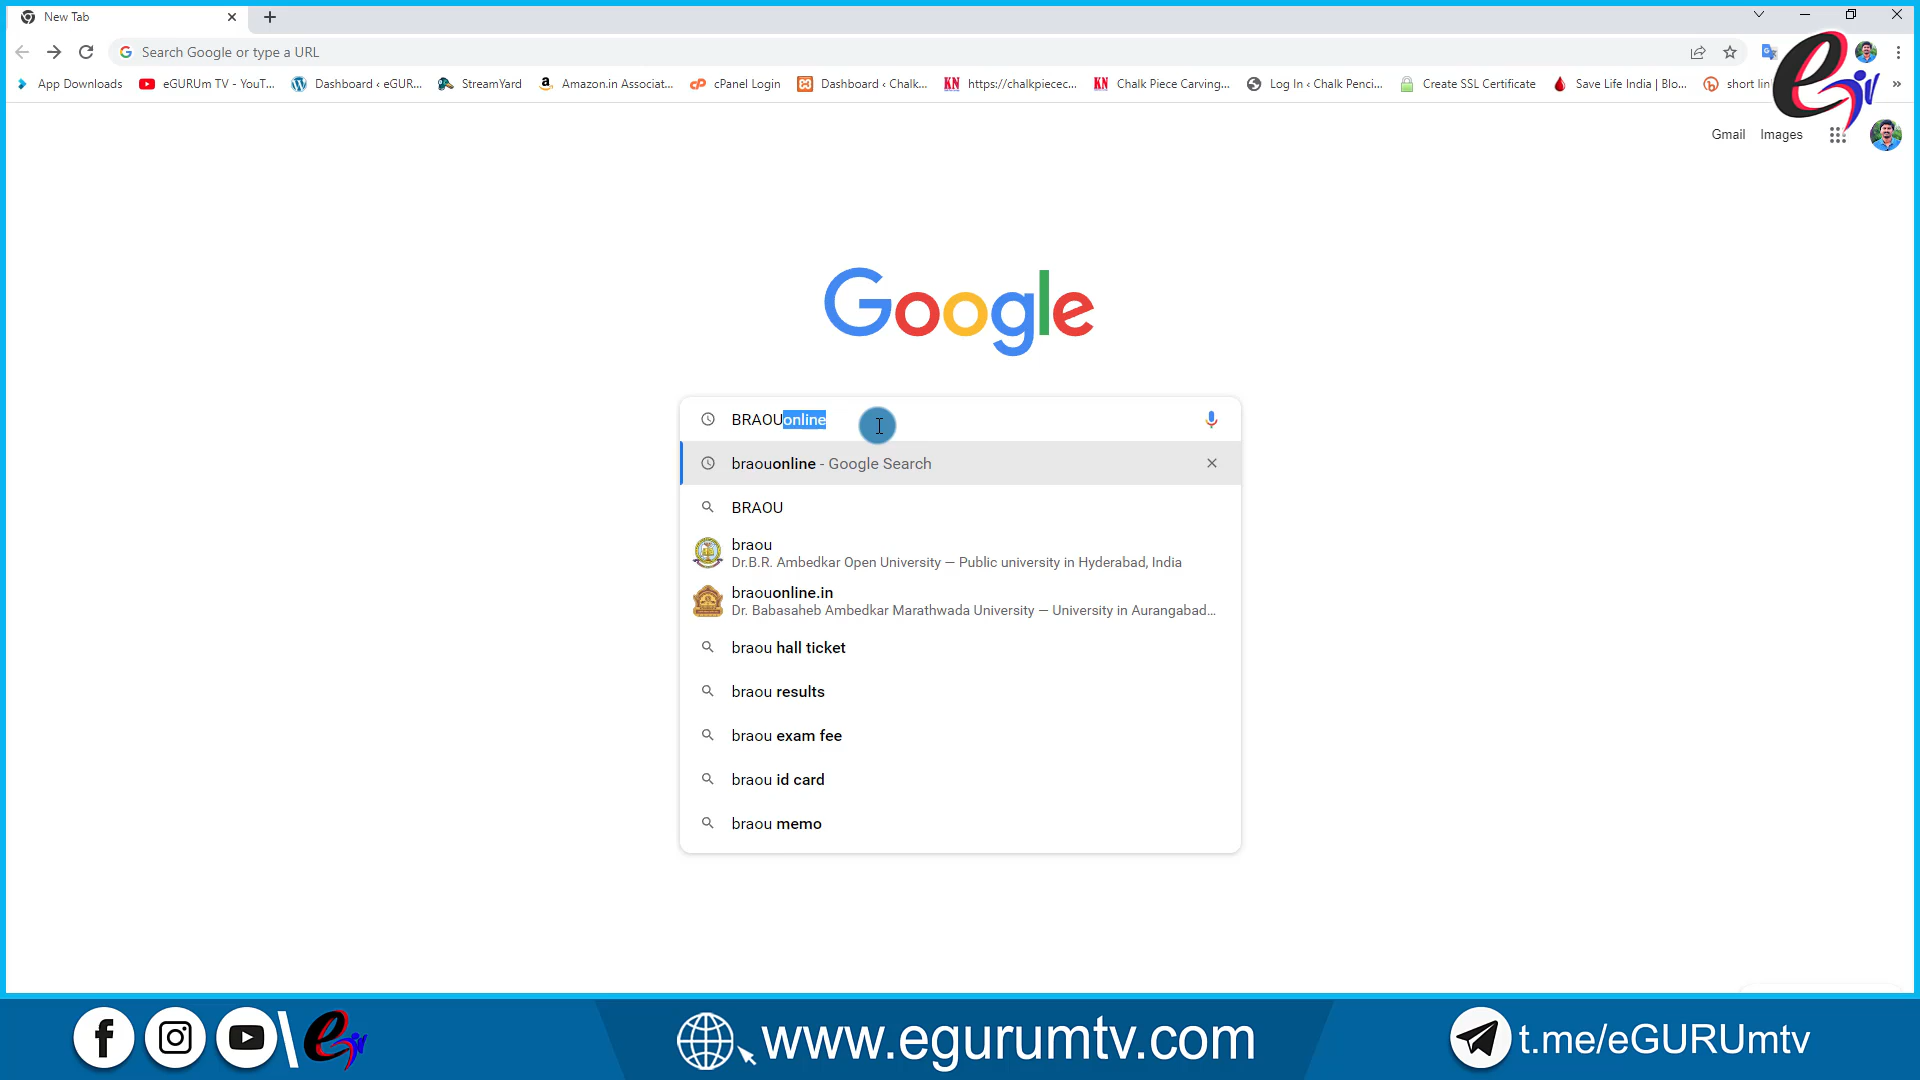 New Tab
Search Google or type a URL
App Downloads
eGURUm TV - YouT...
Dashboard ‹ eGUR...
StreamYard
Amazon.in Associat...
cPanel Login
Dashboard ‹ Chalk...
https://chalkpiecec...
Chalk Piece Carving...
Log In ‹ Chalk Penci...
Create SSL Certificate
Save Life India | Blo...
short lin
Gmail
Images
Google
BRAOUonline
braouonline - Google Search
BRAOU
braou
Dr.B.R. Ambedkar Open University — Public university in Hyderabad, India
braouonline.in
Dr. Babasaheb Ambedkar Marathwada University — University in Aurangabad...
braou hall ticket
braou results
braou exam fee
braou id card
braou memo
www.egurumtv.com
t.me/eGURUmtv